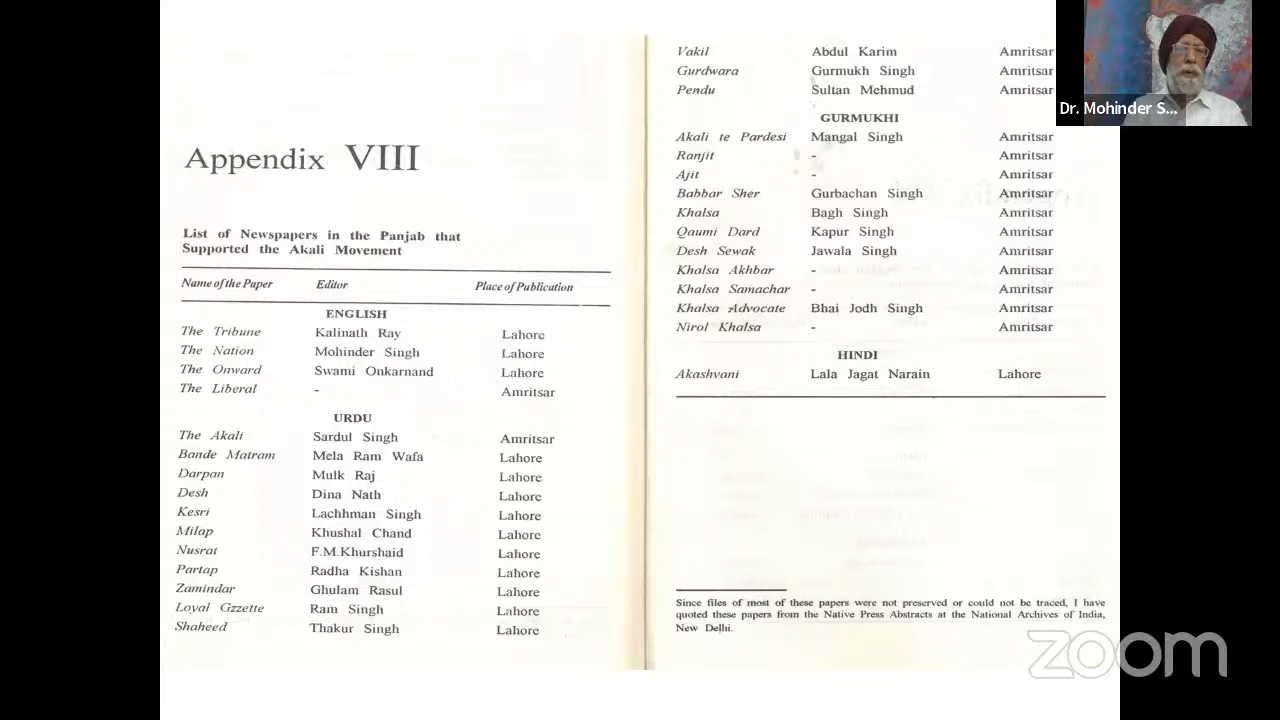 Appendix VIII
List of Newspapers in the Panjab that
Supported the Akali Movement
Name of the Paper Editor Place of Publication
ENGLISH
The Tribune Kalinath Ray Lahore
The Nation Mohinder Singh Lahore
The Onward Swami Onkarnand Lahore
The Liberal - Amritsar
URDU
The Akali Sardul Singh Amritsar
Bande Matram Mela Ram Wafa Lahore
Darpan Mulk Raj Lahore
Desh Dina Nath Lahore
Kesri Lachhman Singh Lahore
Milap Khushal Chand Lahore
Nusrat F.M.Khurshaid Lahore
Partap Radha Kishan Lahore
Zamindar Ghulam Rasul Lahore
Loyal Gzzette Ram Singh Lahore
Shaheed Thakur Singh Lahore
Vakil Abdul Karim Amritsar
Gurdwara Gurmukh Singh Amritsar
Pendu Sultan Mehmud Amritsar
GURMUKHI
Akali te Pardesi Mangal Singh Amritsar
Ranjit - Amritsar
Ajit - Amritsar
Babbar Sher Gurbachan Singh Amritsar
Khalsa Bagh Singh Amritsar
Qaumi Dard Kapur Singh Amritsar
Desh Sewak Jawala Singh Amritsar
Khalsa Akhbar - Amritsar
Khalsa Samachar - Amritsar
Khalsa Advocate Bhai Jodh Singh Amritsar
Nirol Khalsa - Amritsar
HINDI
Akashvani Lala Jagat Narain Lahore
Since files of most of these papers were not preserved or could not be traced, I have
quoted these papers from the Native Press Abstracts at the National Archives of India,
New Delhi.
Dr. Mohinder S...
zoom